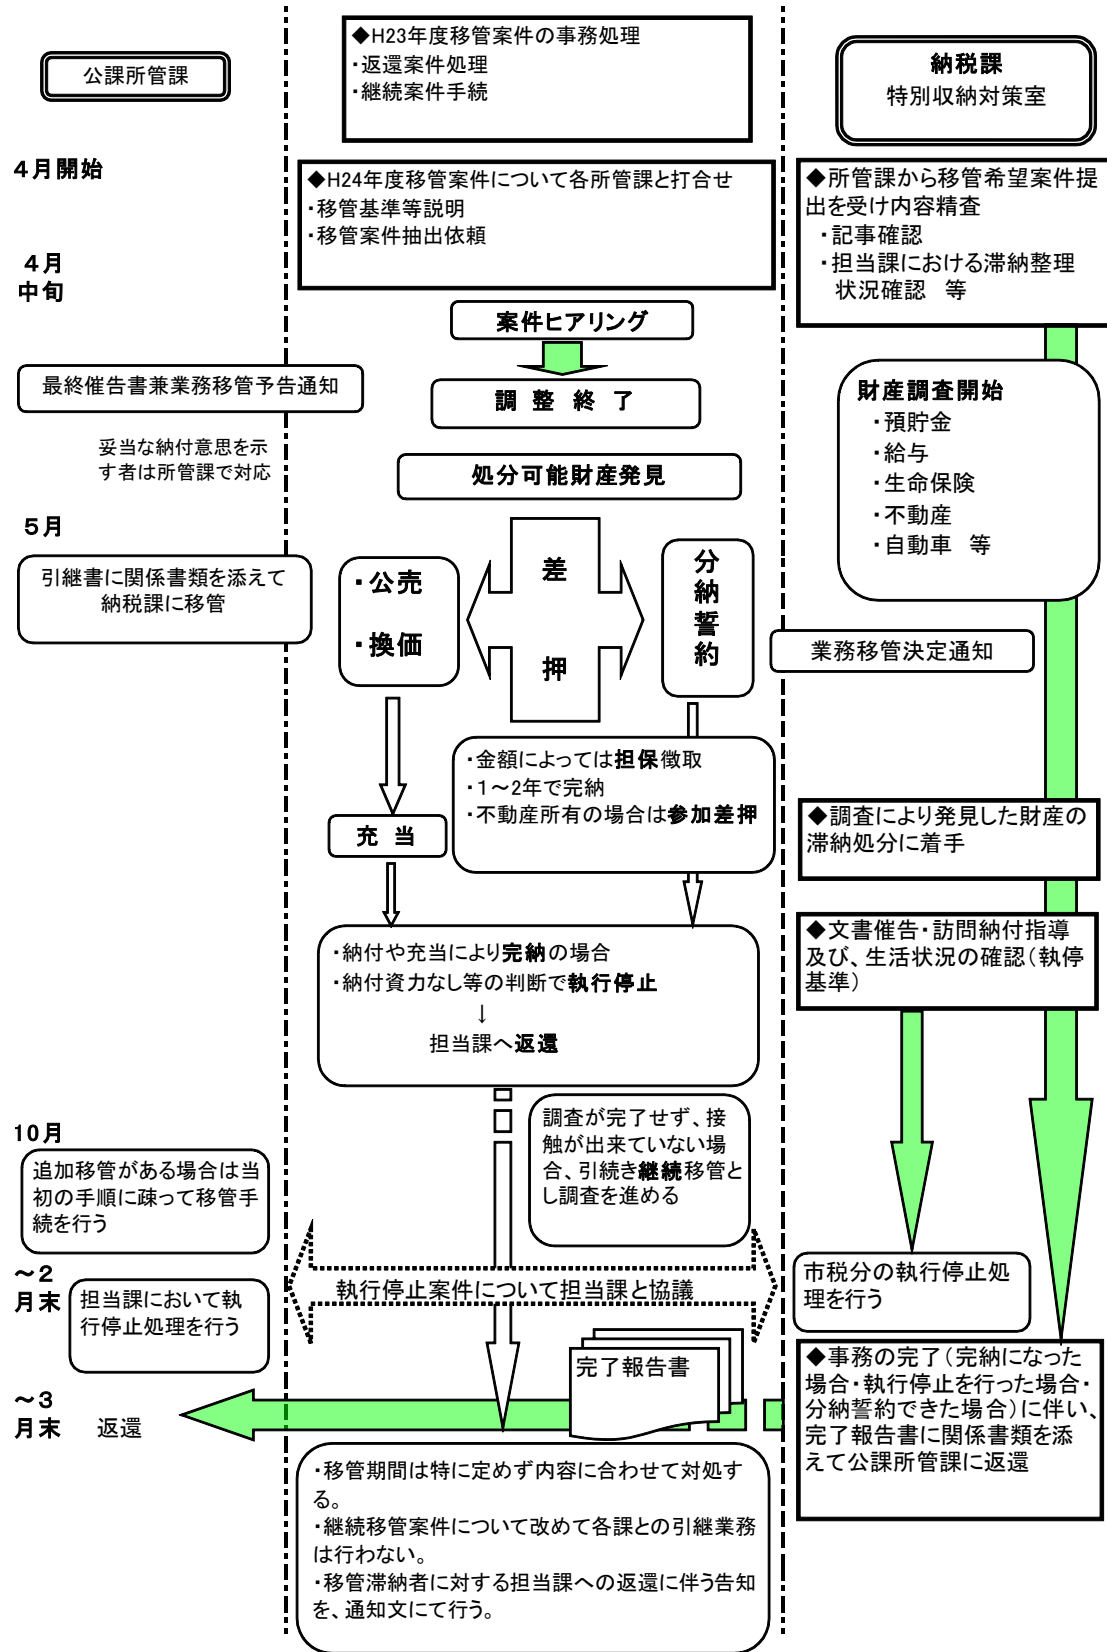 公課所管課
◆H23年度移管案件の事務処理
・返還案件処理
・継続案件手続
納税課
特別収納対策室
4月開始
◆H24年度移管案件について各所管課と打合せ
・移管基準等説明
・移管案件抽出依頼
◆所管課から移管希望案件提
出を受け内容精査
・記事確認
・担当課における滞納整理
状況確認 等
4月
中旬
案件ヒアリング
最終催告書兼業務移管予告通知
調 整 終 了
財産調査開始
・預貯金
・給与
・生命保険
・不動産
・自動車 等
妥当な納付意思を示
す者は所管課で対応
処分可能財産発見
5月
引継書に関係書類を添えて
納税課に移管
・公売
・換価
差
押
分
納
誓
約
業務移管決定通知
・金額によっては担保徴取
・1～2年で完納
・不動産所有の場合は参加差押
充 当
◆調査により発見した財産の
滞納処分に着手
◆文書催告・訪問納付指導
及び、生活状況の確認(執停
基準)
・納付や充当により完納の場合
・納付資力なし等の判断で執行停止
↓
担当課へ返還
10月
調査が完了せず、接
触が出来ていない場
合、引続き継続移管と
し調査を進める
追加移管がある場合は当
初の手順に疎って移管手
続を行う
～2
月末
担当課において執
行停止処理を行う
執行停止案件について担当課と協議
市税分の執行停止処
理を行う
完了報告書
◆事務の完了(完納になった
場合・執行停止を行った場合・
分納誓約できた場合)に伴い、
完了報告書に関係書類を添
えて公課所管課に返還
～3
月末
返還
・移管期間は特に定めず内容に合わせて対処す
る。
・継続移管案件について改めて各課との引継業務
は行わない。
・移管滞納者に対する担当課への返還に伴う告知
を、通知文にて行う。